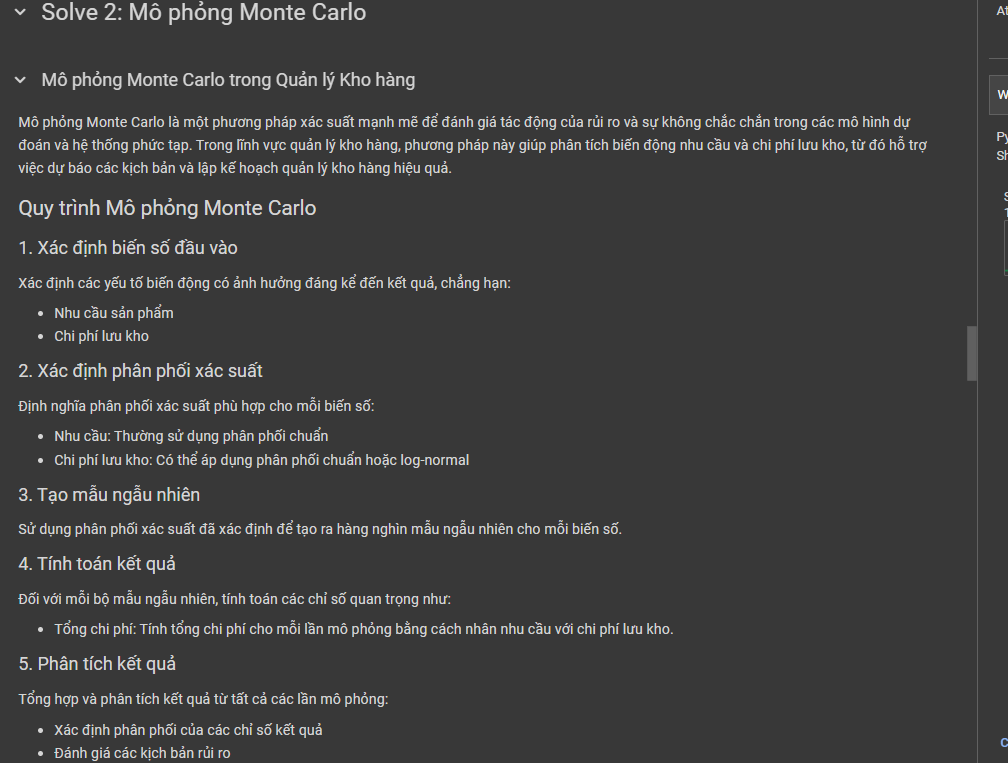 Solve 2: Mô phỏng Monte Carlo
Mô phỏng Monte Carlo trong Quản lý Kho hàng
Mô phỏng Monte Carlo là một phương pháp xác suất mạnh mẽ để đánh giá tác động của rủi ro và sự không chắc chắn trong các mô hình dự
đoán và hệ thống phức tạp. Trong lĩnh vực quản lý kho hàng, phương pháp này giúp phân tích biến động nhu cầu và chi phí lưu kho, từ đó hỗ trợ
việc dự báo các kịch bản và lập kế hoạch quản lý kho hàng hiệu quả.
Quy trình Mô phỏng Monte Carlo
1. Xác định biến số đầu vào
Xác định các yếu tố biến động có ảnh hưởng đáng kể đến kết quả, chẳng hạn:
• Nhu cầu sản phẩm
• Chi phí lưu kho
2. Xác định phân phối xác suất
Định nghĩa phân phối xác suất phù hợp cho mỗi biến số:
• Nhu cầu: Thường sử dụng phân phối chuẩn
• Chi phí lưu kho: Có thể áp dụng phân phối chuẩn hoặc log-normal
3. Tạo mẫu ngẫu nhiên
Sử dụng phân phối xác suất đã xác định để tạo ra hàng nghìn mẫu ngẫu nhiên cho mỗi biến số.
4. Tính toán kết quả
Đối với mỗi bộ mẫu ngẫu nhiên, tính toán các chỉ số quan trọng như:
• Tổng chi phí: Tính tổng chi phí cho mỗi lần mô phỏng bằng cách nhân nhu cầu với chi phí lưu kho.
5. Phân tích kết quả
Tổng hợp và phân tích kết quả từ tất cả các lần mô phỏng:
• Xác định phân phối của các chỉ số kết quả
• Đánh giá các kịch bản rủi ro